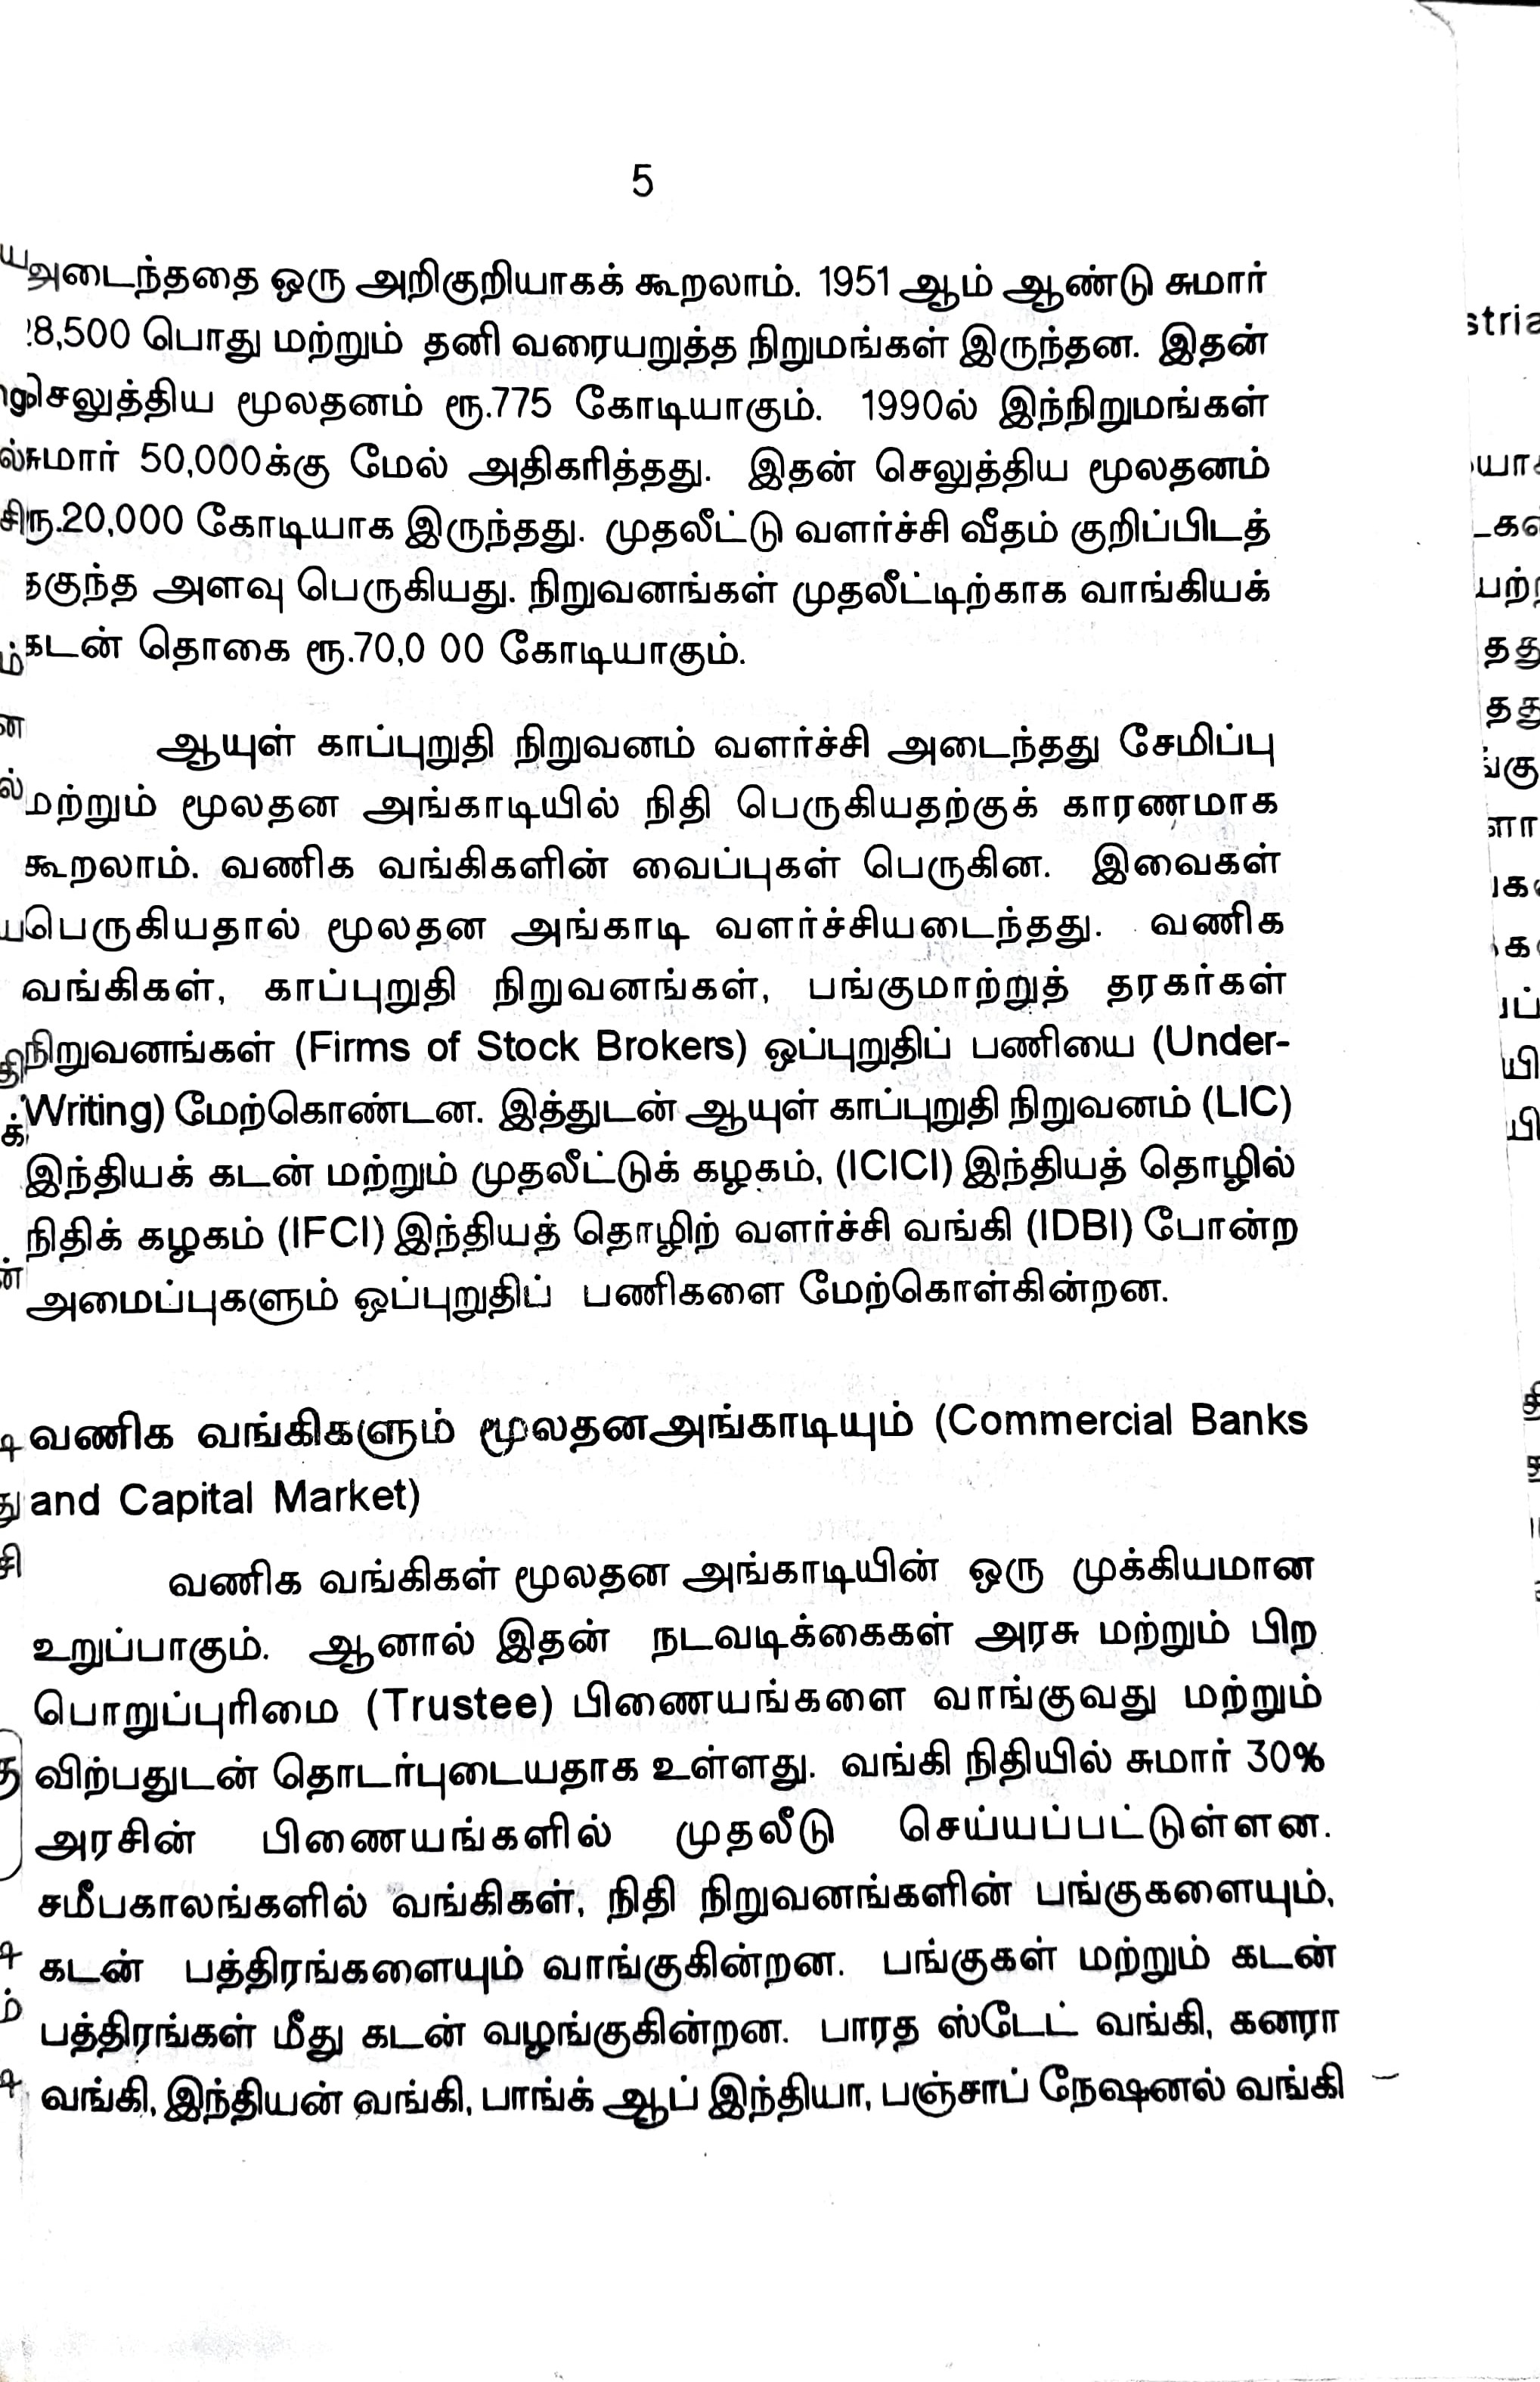 5
அடைந்ததை ஒரு அறிகுறியாகக் கூறலாம். 1951 ஆம் ஆண்டு சுமார்
28,500 பொது மற்றும் தனி வரையறுத்த நிறுமங்கள் இருந்தன. இதன்
செலுத்திய மூலதனம் ரூ.775 கோடியாகும். 1990ல் இந்நிறுமங்கள்
சுமார் 50,000க்கு மேல் அதிகரித்தது. இதன் செலுத்திய மூலதனம்
ரூ.20,000 கோடியாக இருந்தது. முதலீட்டு வளர்ச்சி வீதம் குறிப்பிடத்
தகுந்த அளவு பெருகியது. நிறுவனங்கள் முதலீட்டிற்காக வாங்கியக்
கடன் தொகை ரூ.70,0 00 கோடியாகும்.
ஆயுள் காப்புறுதி நிறுவனம் வளர்ச்சி அடைந்தது சேமிப்பு
மற்றும் மூலதன அங்காடியில் நிதி பெருகியதற்குக் காரணமாக
கூறலாம். வணிக வங்கிகளின் வைப்புகள் பெருகின. இவைகள்
பெருகியதால் மூலதன அங்காடி வளர்ச்சியடைந்தது. வணிக
வங்கிகள், காப்புறுதி நிறுவனங்கள், பங்குமாற்றுத் தரகர்கள்
நிறுவனங்கள் (Firms of Stock Brokers) ஒப்புறுதிப் பணியை (Under-
Writing) மேற்கொண்டன. இத்துடன் ஆயுள் காப்புறுதி நிறுவனம் (LIC)
இந்தியக் கடன் மற்றும் முதலீட்டுக் கழகம், (ICICI) இந்தியத் தொழில்
நிதிக் கழகம் (IFCI) இந்தியத் தொழிற் வளர்ச்சி வங்கி (IDBI) போன்ற
அமைப்புகளும் ஒப்புறுதிப் பணிகளை மேற்கொள்கின்றன.
வணிக வங்கிகளும் மூலதனஅங்காடியும் (Commercial Banks
and Capital Market)
வணிக வங்கிகள் மூலதன அங்காடியின் ஒரு முக்கியமான
உறுப்பாகும். ஆனால் இதன் நடவடிக்கைகள் அரசு மற்றும் பிற
பொறுப்புரிமை (Trustee) பிணையங்களை வாங்குவது மற்றும்
விற்பதுடன் தொடர்புடையதாக உள்ளது. வங்கி நிதியில் சுமார் 30%
அரசின் பிணையங்களில் முதலீடு செய்யப்பட்டுள்ளன.
சமீபகாலங்களில் வங்கிகள், நிதி நிறுவனங்களின் பங்குகளையும்,
கடன் பத்திரங்களையும் வாங்குகின்றன. பங்குகள் மற்றும் கடன்
பத்திரங்கள் மீது கடன் வழங்குகின்றன. பாரத ஸ்டேட் வங்கி, கனரா
வங்கி, இந்தியன் வங்கி, பாங்க் ஆப் இந்தியா, பஞ்சாப் நேஷனல் வங்கி